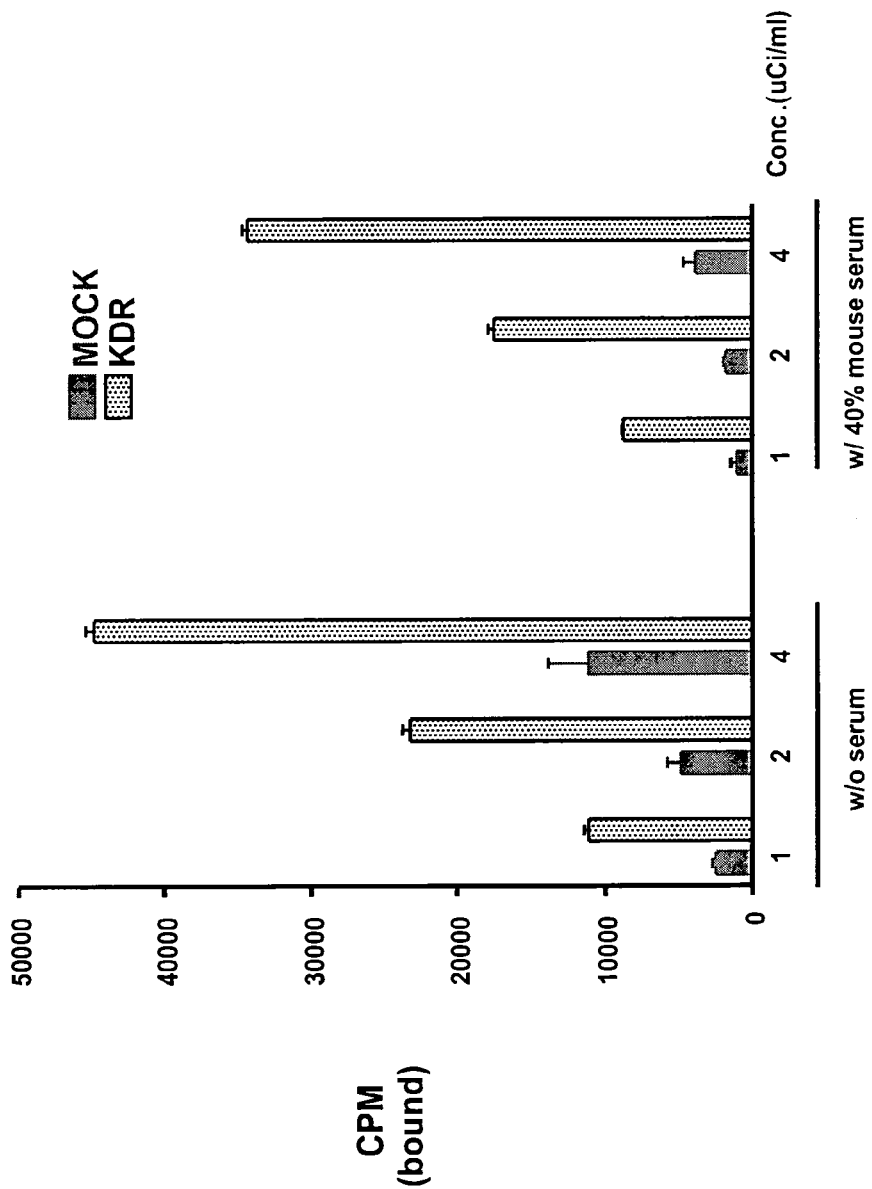 MOCK
KDR
CPM
(bound)
50000
40000
30000
20000
10000
0
1 2 4 1 2 4 Conc.(uCi/ml)
w/o serum w/ 40% mouse serum